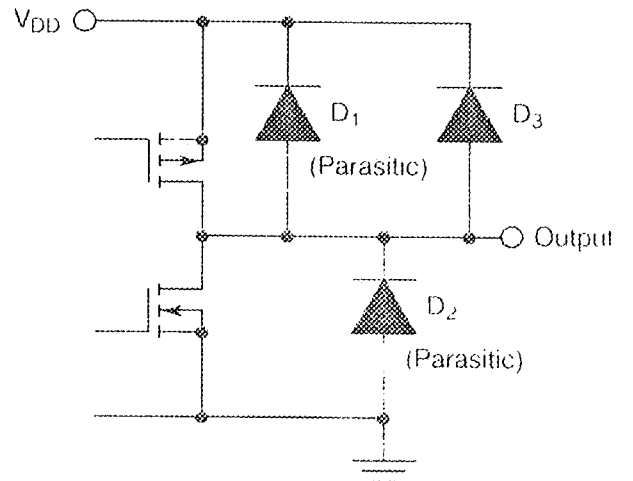 VDD
D1
D3
(Parasitic)
Output
D2
(Parasitic)